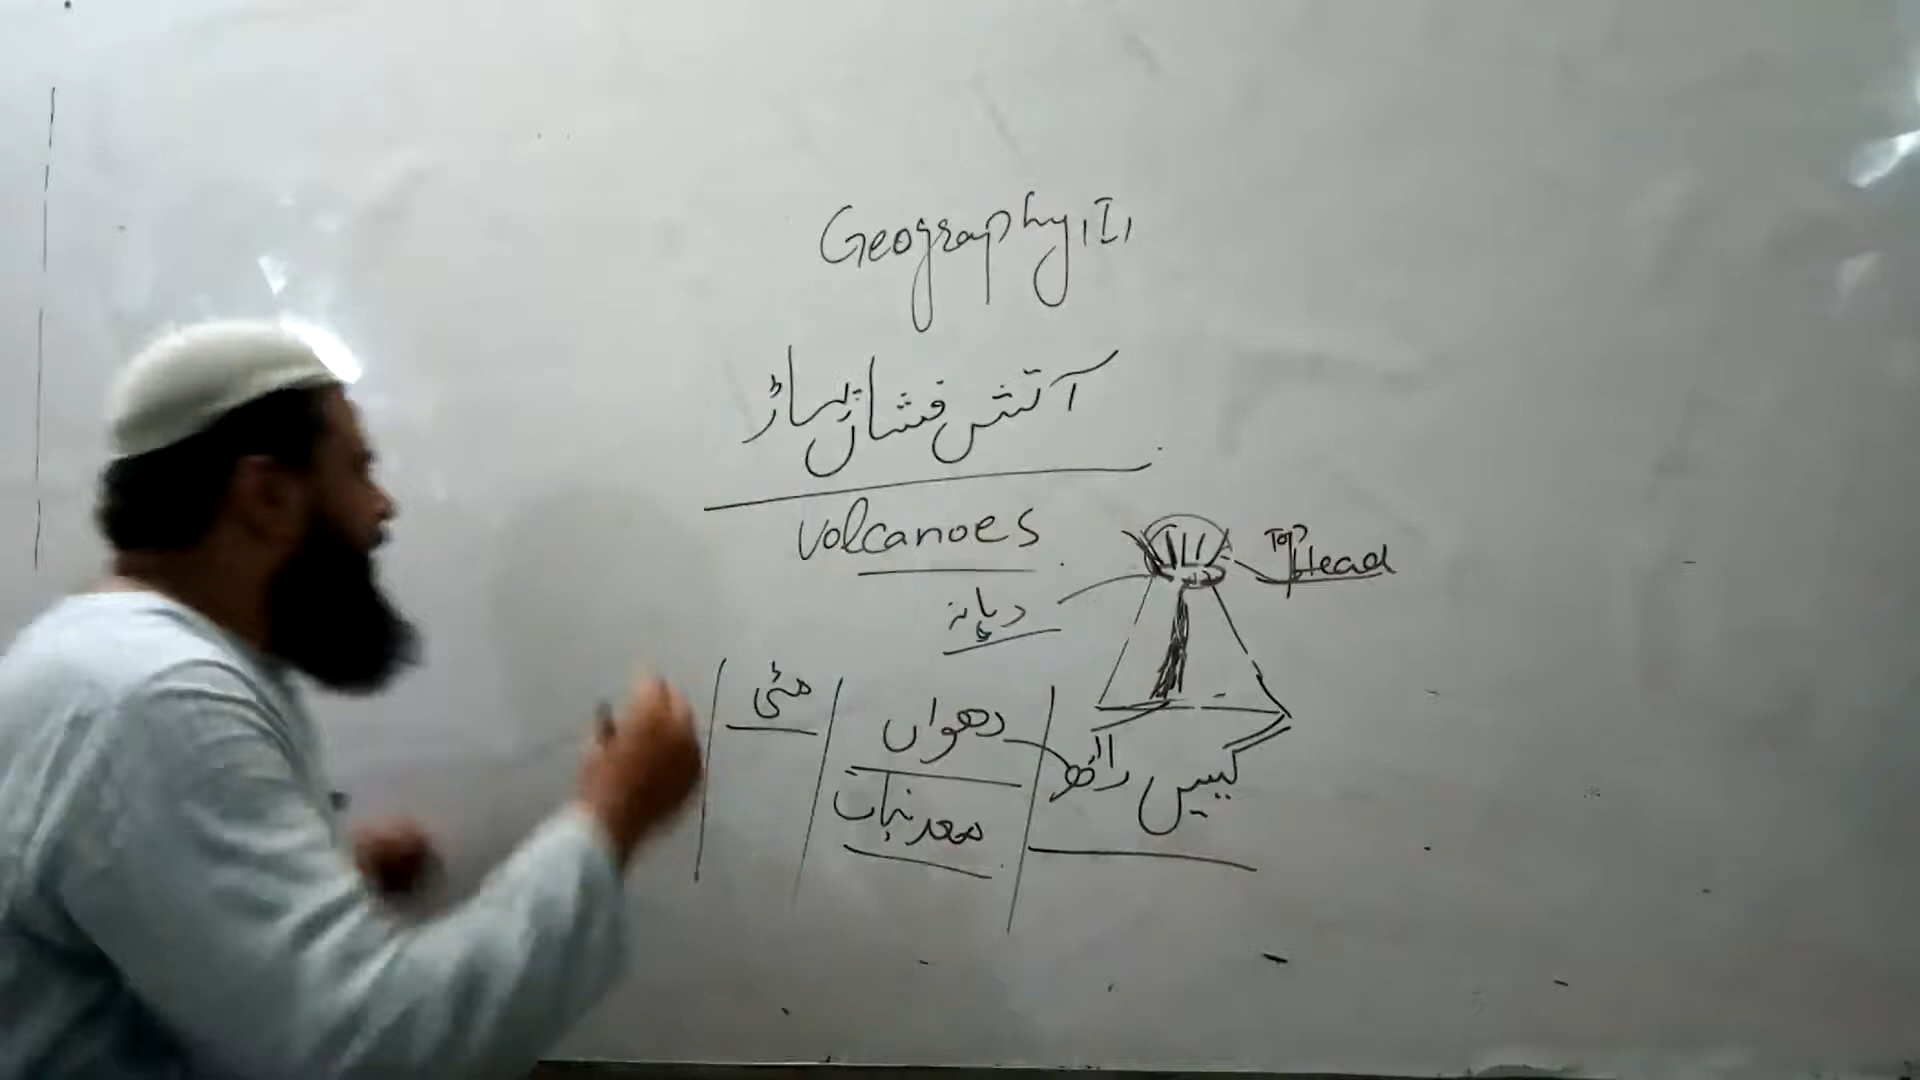 Geography,I,
آتش فشاں پہاڑ
volcanoes
Top
Head
دہانہ
گیس راکھ
دھواں
مٹی
معدنیات